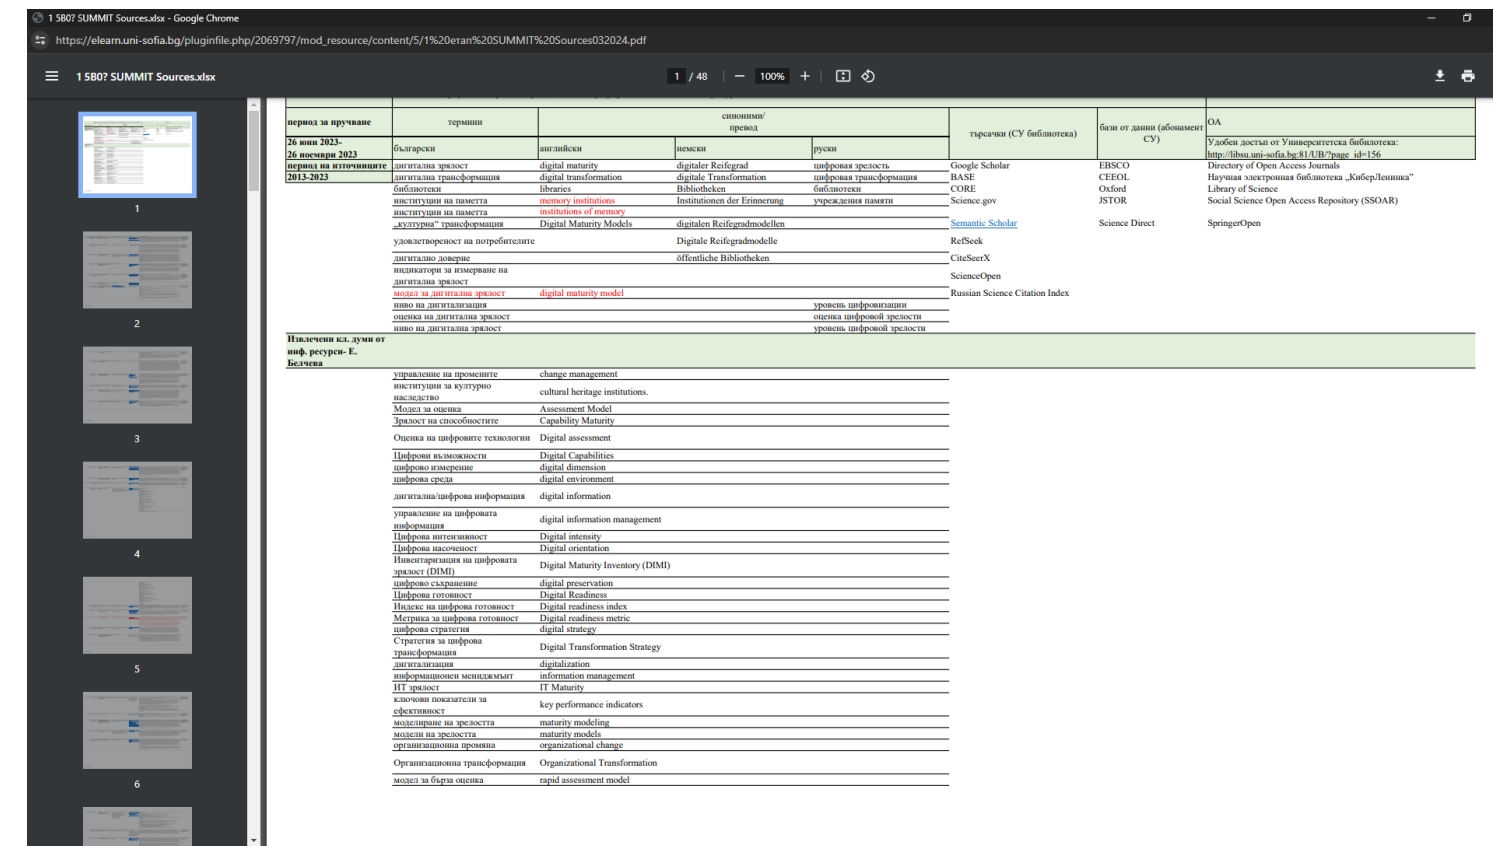 1 5B0? SUMMIT Sources.xlsx - Google Chrome
https://elearn.uni-sofia.bg/pluginfile.php/2069797/mod_resource/content/5/1%20етап%20SUMMIT%20Sources032024.pdf
1 5B0? SUMMIT Sources.xlsx
1 / 48
100%
1
2
3
4
5
6
период за пручване термини синоними/ превод търсачки (СУ библиотека) бази от данни (абонамент СУ) OA
26 юни 2023-
26 ноември 2023 български английски немски руски Удобен достъп от Университетска бибилотека: http://libsu.uni-sofia.bg:81/UB/?page_id=156
период на източниците дигитална зрялост digital maturity digitaler Reifegrad цифровая зрелость Google Scholar EBSCO Directory of Open Access Journals
2013-2023 дигитална трансформация digital transformation digitale Transformation цифровая трансформация BASE CEEOL Научная электронная библиотека „КиберЛенинка"
библиотеки libraries Bibliotheken библиотеки CORE Oxford Library of Science
институции на паметта memory institutions Institutionen der Erinnerung учреждения памяти Science.gov JSTOR Social Science Open Access Repository (SSOAR)
институции на паметта institutions of memory
„културна" трансформация Digital Maturity Models digitalen Reifegradmodellen Semantic Scholar Science Direct SpringerOpen
удовлетвореност на потребителите Digitale Reifegradmodelle RefSeek
дигитално доверие öffentliche Bibliotheken CiteSeerX
индикатори за измерване на
дигитална зрялост ScienceOpen
модел за дигитална зрялост digital maturity model Russian Science Citation Index
ниво на дигитализация уровень цифровизации
оценка на дигитална зрялост оценка цифровой зрелости
ниво на дигитална зрялост уровень цифровой зрелости
Извлечени кл. думи от
инф. ресурси- Е.
Белчева
управление на промените change management
институции за културно
наследство cultural heritage institutions.
Модел за оценка Assessment Model
Зрялост на способностите Capability Maturity
Оценка на цифровите технологии Digital assessment
Цифрови възможности Digital Capabilities
цифрово измерение digital dimension
цифрова среда digital environment
дигитална/цифрова информация digital information
управление на цифровата
информация digital information management
Цифрова интензивност Digital intensity
Цифрова насоченост Digital orientation
Инвентаризация на цифровата
зрялост (DIMI) Digital Maturity Inventory (DIMI)
цифрово съхранение digital preservation
Цифрова готовност Digital Readiness
Индекс на цифрова готовност Digital readiness index
Метрика за цифрова готовност Digital readiness metric
цифрова стратегия digital strategy
Стратегия за цифрова
трансформация Digital Transformation Strategy
дигитализация digitalization
информационен мениджмънт information management
ИТ зрялост IT Maturity
ключови показатели за
ефективност key performance indicators
моделиране на зрелостта maturity modeling
модели на зрелостта maturity models
организационна промяна organizational change
Организационна трансформация Organizational Transformation
модел за бърза оценка rapid assessment model